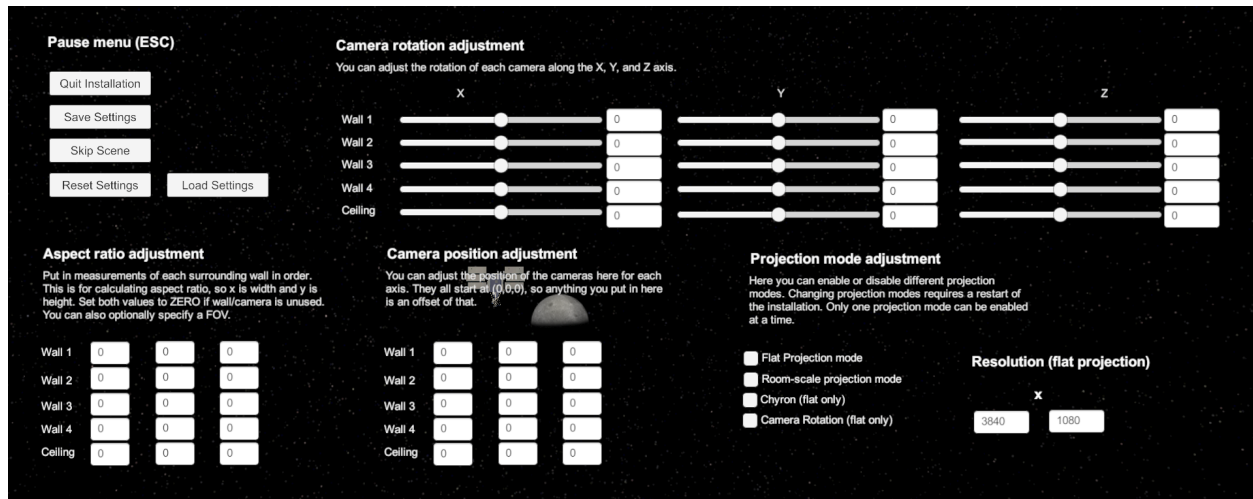 Pause menu (ESC)
Quit Installation
Save Settings
Skip Scene
Reset Settings
Load Settings
Camera rotation adjustment
You can adjust the rotation of each camera along the X, Y, and Z axis.
X Y Z
Wall 1 0 0 0
Wall 2 0 0 0
Wall 3 0 0 0
Wall 4 0 0 0
Ceiling 0 0 0
Aspect ratio adjustment
Put in measurements of each surrounding wall in order.
This is for calculating aspect ratio, so x is width and y is
height. Set both values to ZERO if wall/camera is unused.
You can also optionally specify a FOV.
Wall 1 0 0 0
Wall 2 0 0 0
Wall 3 0 0 0
Wall 4 0 0 0
Ceiling 0 0 0
Camera position adjustment
You can adjust the position of the cameras here for each
axis. They all start at (0,0,0), so anything you put in here
is an offset of that.
Wall 1 0 0 0
Wall 2 0 0 0
Wall 3 0 0 0
Wall 4 0 0 0
Ceiling 0 0 0
Projection mode adjustment
Here you can enable or disable different projection
modes. Changing projection modes requires a restart of
the installation. Only one projection mode can be enabled
at a time.
Flat Projection mode
Room-scale projection mode
Chyron (flat only)
Camera Rotation (flat only)
Resolution (flat projection)
x
3840 1080